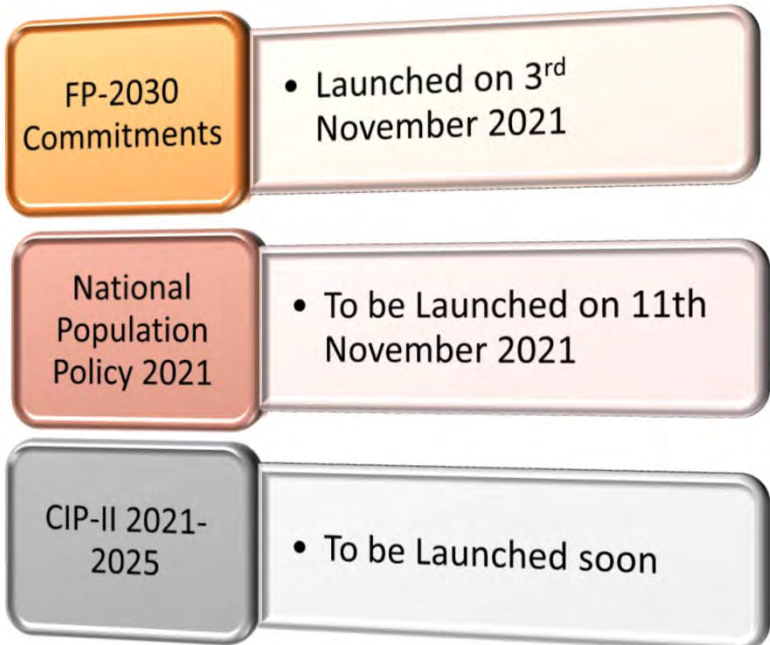 FP-2030
Commitments
• Launched on 3rd
November 2021
National
Population
Policy 2021
• To be Launched on 11th
November 2021
CIP-II 2021-
2025
• To be Launched soon